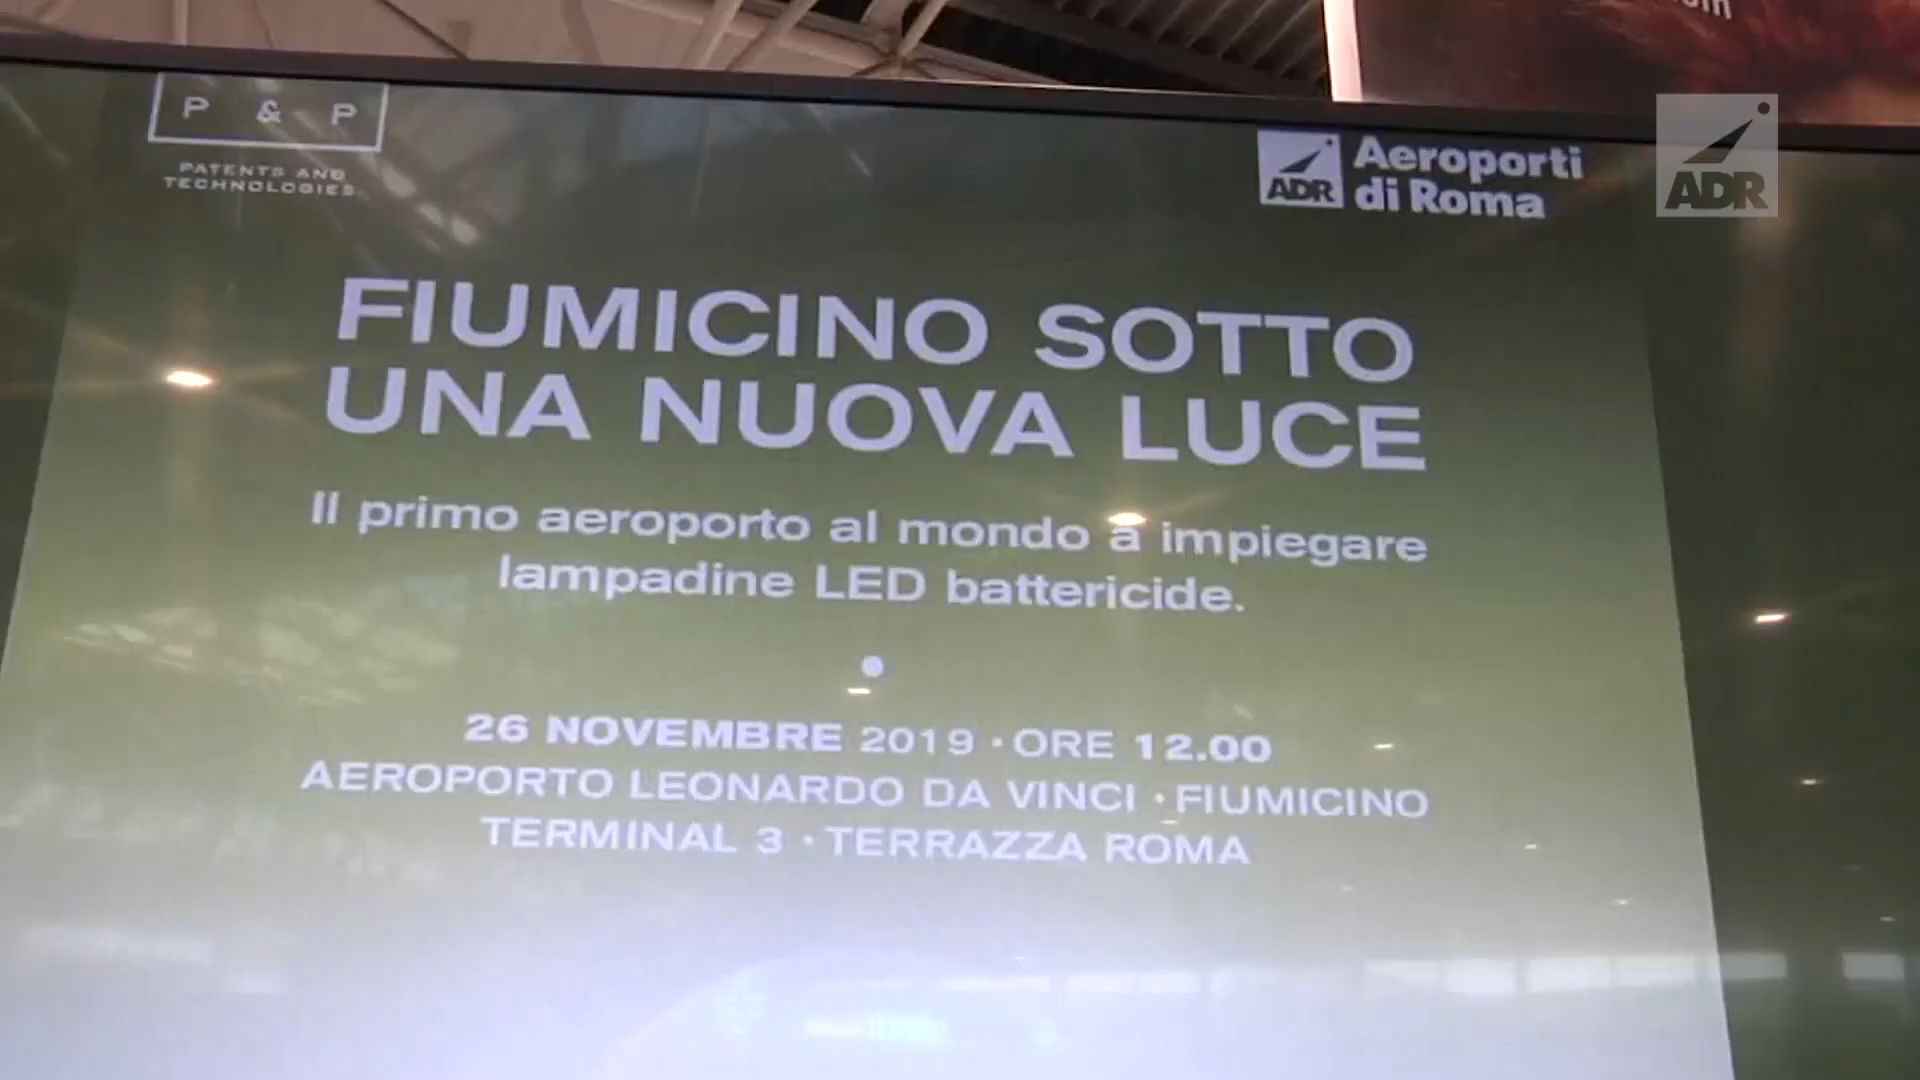 P & P
PATENTS AND
TECHNOLOGIES
ADR
Aeroporti
di Roma
ADR
FIUMICINO SOTTO
UNA NUOVA LUCE
Il primo aeroporto al mondo a impiegare
lampadine LED battericide.
26 NOVEMBRE 2019 · ORE 12.00
AEROPORTO LEONARDO DA VINCI · FIUMICINO
TERMINAL 3 · TERRAZZA ROMA